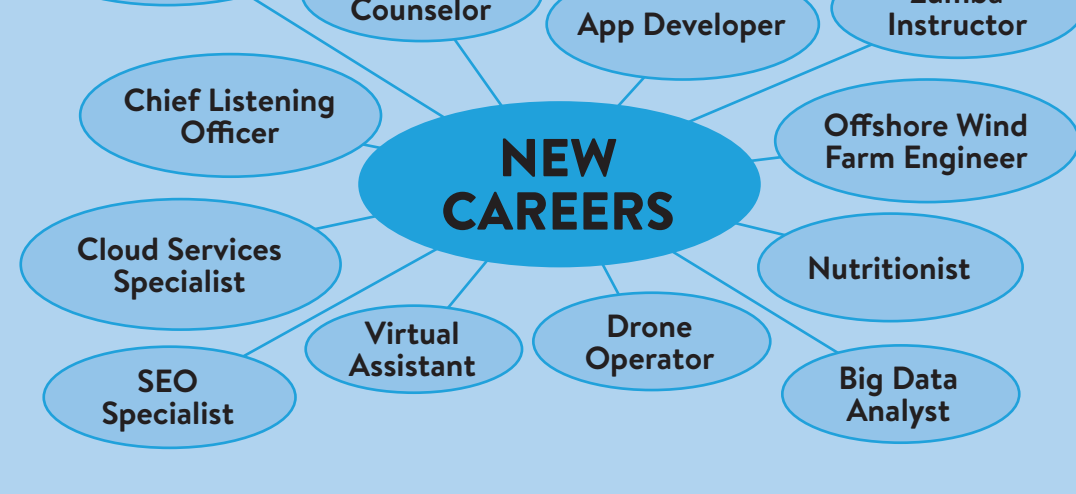 Counselor
App Developer
Zumba
Instructor
Chief Listening
Officer
NEW
CAREERS
Offshore Wind
Farm Engineer
Cloud Services
Specialist
Nutritionist
Virtual
Assistant
Drone
Operator
SEO
Specialist
Big Data
Analyst